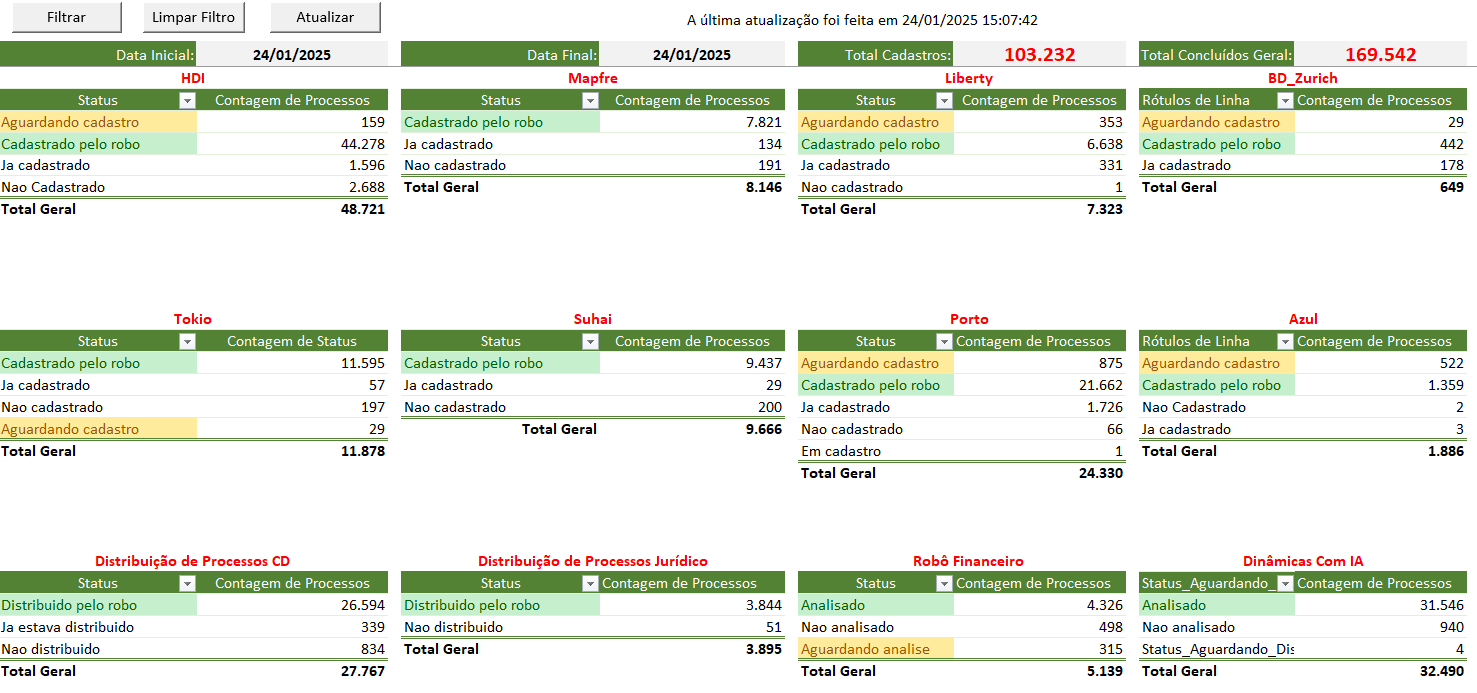 Filtrar Limpar Filtro Atualizar A última atualização foi feita em 24/01/2025 15:07:42
Data Inicial: 24/01/2025 Data Final: 24/01/2025 Total Cadastros: 103.232 Total Concluídos Geral: 169.542
HDI Mapfre Liberty BD_Zurich
Status Contagem de Processos Status Contagem de Processos Status Contagem de Processos Rótulos de Linha Contagem de Processos
Aguardando cadastro 159 Cadastrado pelo robo 7.821 Aguardando cadastro 353 Aguardando cadastro 29
Cadastrado pelo robo 44.278 Ja cadastrado 134 Cadastrado pelo robo 6.638 Cadastrado pelo robo 442
Ja cadastrado 1.596 Nao cadastrado 191 Ja cadastrado 331 Ja cadastrado 178
Nao Cadastrado 2.688 Total Geral 8.146 Nao cadastrado 1 Total Geral 649
Total Geral 48.721 Total Geral 7.323
Tokio Suhai Porto Azul
Status Contagem de Status Status Contagem de Processos Status Contagem de Processos Rótulos de Linha Contagem de Processos
Cadastrado pelo robo 11.595 Cadastrado pelo robo 9.437 Aguardando cadastro 875 Aguardando cadastro 522
Ja cadastrado 57 Ja cadastrado 29 Cadastrado pelo robo 21.662 Cadastrado pelo robo 1.359
Nao cadastrado 197 Nao cadastrado 200 Ja cadastrado 1.726 Nao Cadastrado 2
Aguardando cadastro 29 Total Geral 9.666 Nao cadastrado 66 Ja cadastrado 3
Total Geral 11.878 Em cadastro 1 Total Geral 1.886
Total Geral 24.330
Distribuição de Processos CD Distribuição de Processos Jurídico Robô Financeiro Dinâmicas Com IA
Status Contagem de Processos Status Contagem de Processos Status Contagem de Processos Status_Aguardando_ Contagem de Processos
Distribuido pelo robo 26.594 Distribuido pelo robo 3.844 Analisado 4.326 Analisado 31.546
Ja estava distribuido 339 Nao distribuido 51 Nao analisado 498 Nao analisado 940
Nao distribuido 834 Total Geral 3.895 Aguardando analise 315 Status_Aguardando_Dis 4
Total Geral 27.767 Total Geral 5.139 Total Geral 32.490